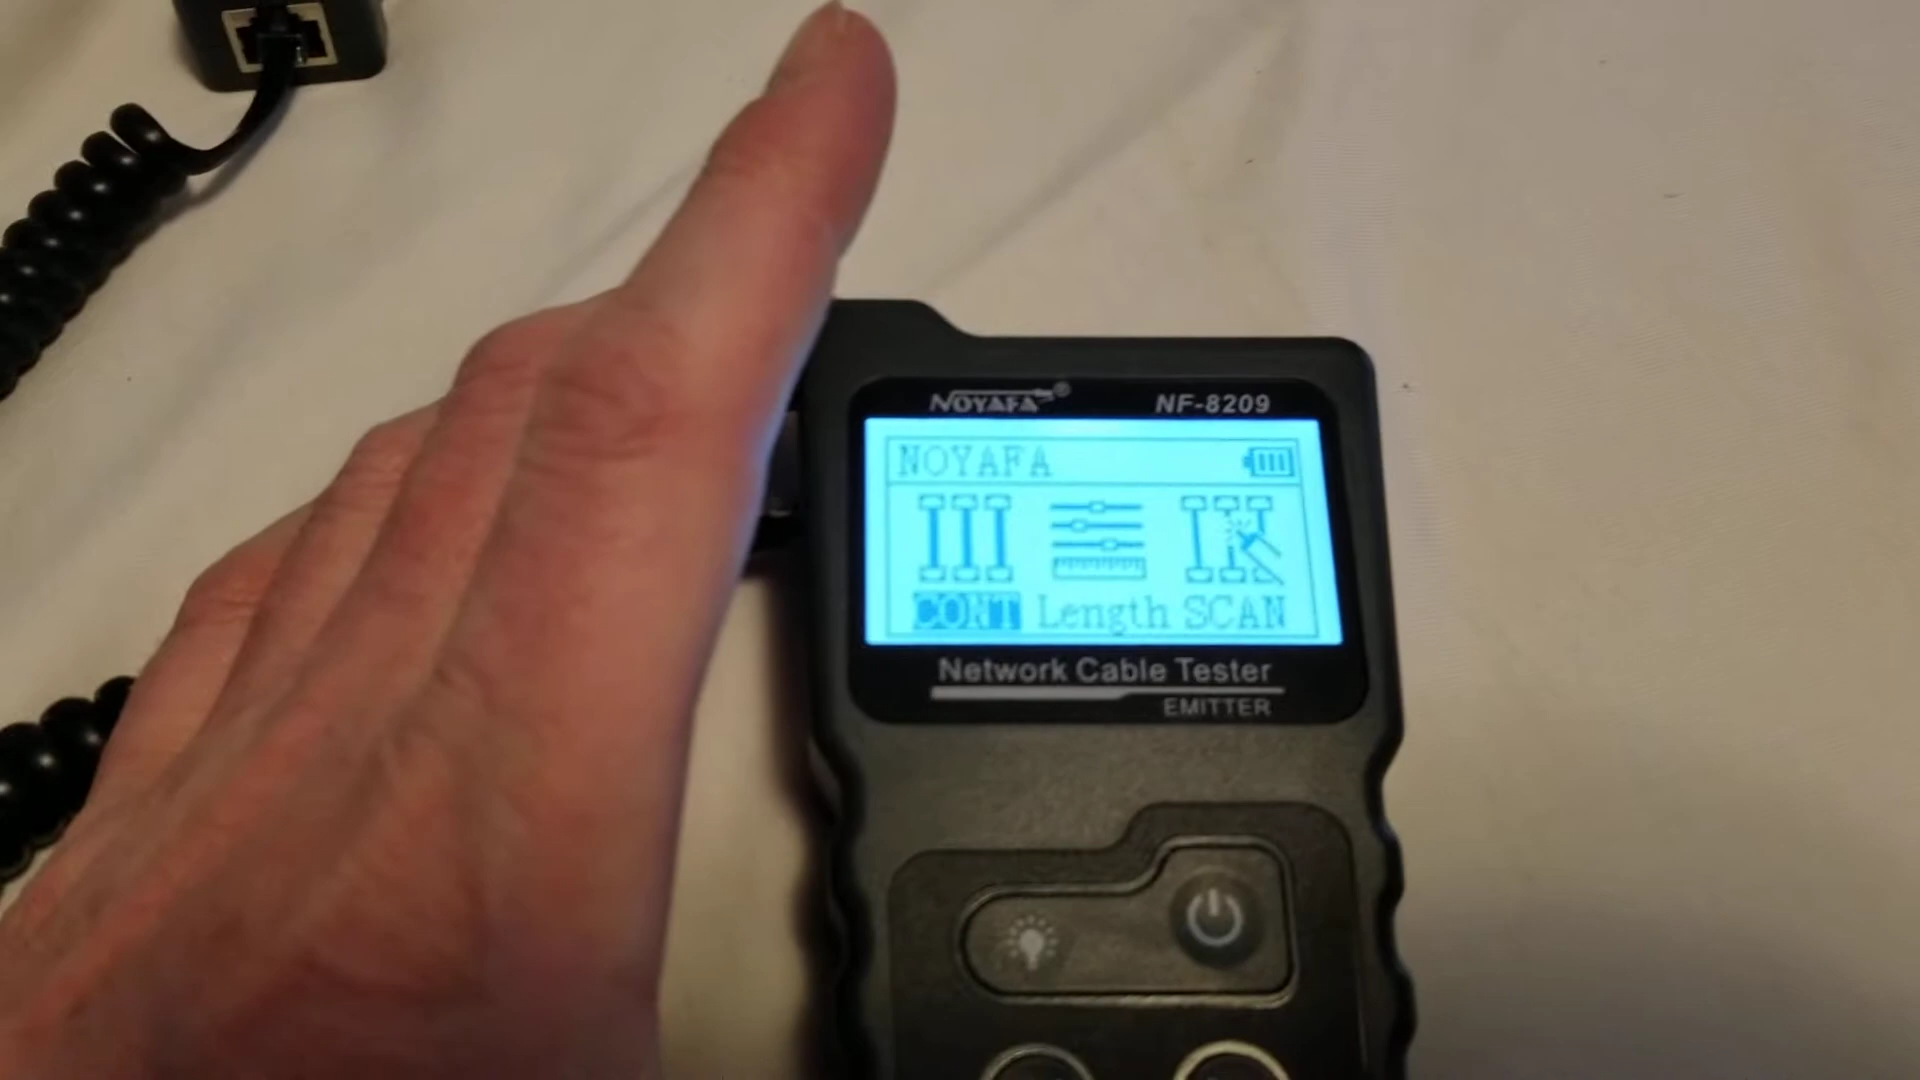 NOYAFA® NF-8209
NOYAFA
CONT Length SCAN
Network Cable Tester
EMITTER